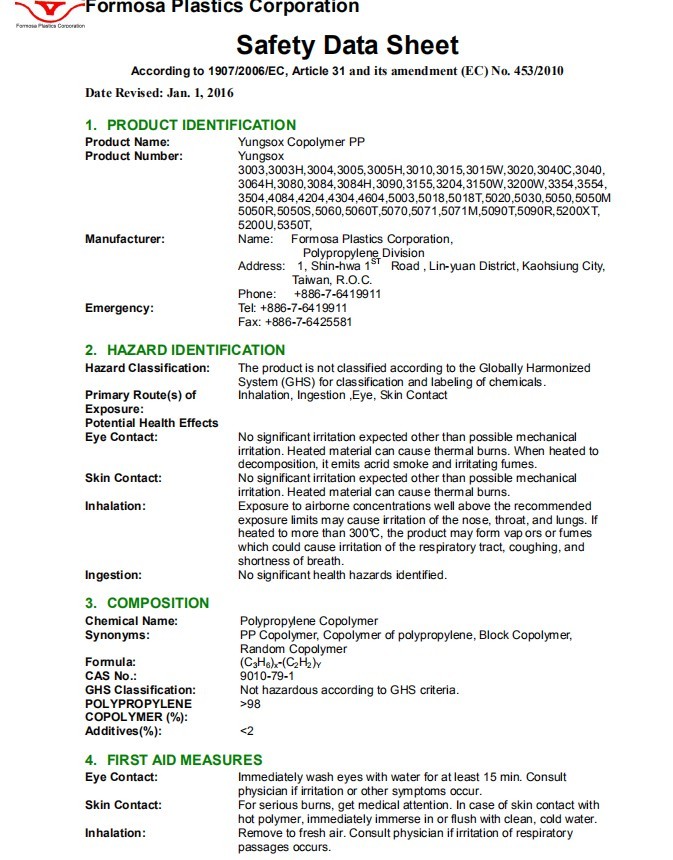 Formosa Plastics Corporation
Formosa Plastics Corporation
Safety Data Sheet
According to 1907/2006/EC, Article 31 and its amendment (EC) No. 453/2010
Date Revised: Jan. 1, 2016
1. PRODUCT IDENTIFICATION
Product Name: Yungsox Copolymer PP
Product Number: Yungsox
3003,3003H,3004,3005,3005H,3010,3015,3015W,3020,3040C,3040,
3064H,3080,3084,3084H,3090,3155,3204,3150W,3200W,3354,3554,
3504,4084,4204,4304,4604,5003,5018,5018T,5020,5030,5050,5050M
5050R,5050S,5060,5060T,5070,5071,5071M,5090T,5090R,5200XT,
5200U,5350T,
Manufacturer: Name: Formosa Plastics Corporation,
Polypropylene Division
Address: 1, Shin-hwa 1ST Road , Lin-yuan District, Kaohsiung City,
Taiwan, R.O.C.
Phone: +886-7-6419911
Emergency: Tel: +886-7-6419911
Fax: +886-7-6425581
2. HAZARD IDENTIFICATION
Hazard Classification: The product is not classified according to the Globally Harmonized
System (GHS) for classification and labeling of chemicals.
Primary Route(s) of Inhalation, Ingestion ,Eye, Skin Contact
Exposure:
Potential Health Effects
Eye Contact: No significant irritation expected other than possible mechanical
irritation. Heated material can cause thermal burns. When heated to
decomposition, it emits acrid smoke and irritating fumes.
Skin Contact: No significant irritation expected other than possible mechanical
irritation. Heated material can cause thermal burns.
Inhalation: Exposure to airborne concentrations well above the recommended
exposure limits may cause irritation of the nose, throat, and lungs. If
heated to more than 300℃, the product may form vap ors or fumes
which could cause irritation of the respiratory tract, coughing, and
shortness of breath.
Ingestion: No significant health hazards identified.
3. COMPOSITION
Chemical Name: Polypropylene Copolymer
Synonyms: PP Copolymer, Copolymer of polypropylene, Block Copolymer,
Random Copolymer
Formula: (C3H6)x-(C2H2)Y
CAS No.: 9010-79-1
GHS Classification: Not hazardous according to GHS criteria.
POLYPROPYLENE >98
COPOLYMER (%):
Additives(%): <2
4. FIRST AID MEASURES
Eye Contact: Immediately wash eyes with water for at least 15 min. Consult
physician if irritation or other symptoms occur.
Skin Contact: For serious burns, get medical attention. In case of skin contact with
hot polymer, immediately immerse in or flush with clean, cold water.
Inhalation: Remove to fresh air. Consult physician if irritation of respiratory
passages occurs.